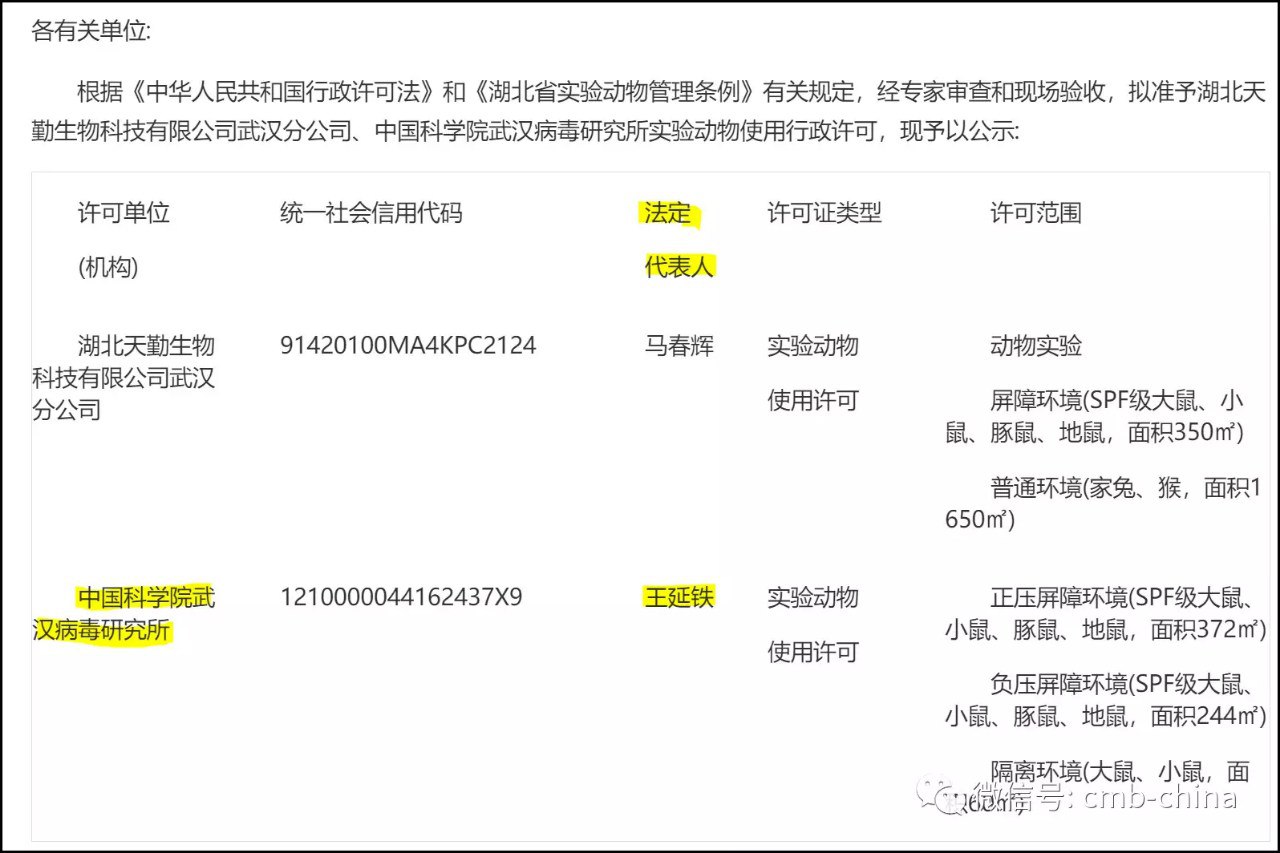 各有关单位:
根据《中华人民共和国行政许可法》和《湖北省实验动物管理条例》有关规定，经专家审查和现场验收，拟准予湖北天
勤生物科技有限公司武汉分公司、中国科学院武汉病毒研究所实验动物使用行政许可，现予以公示:
许可单位
(机构)
统一社会信用代码
法定
代表人
许可证类型
许可范围
湖北天勤生物
科技有限公司武汉
分公司
91420100MA4KPC2124
马春辉
实验动物
使用许可
动物实验
屏障环境(SPF级大鼠、小
鼠、豚鼠、地鼠，面积350㎡)
普通环境(家兔、猴，面积1
650㎡)
中国科学院武
汉病毒研究所
1210000044162437X9
王延轶
实验动物
使用许可
正压屏障环境(SPF级大鼠、
小鼠、豚鼠、地鼠，面积372㎡)
负压屏障环境(SPF级大鼠、
小鼠、豚鼠、地鼠，面积244㎡)
隔离环境(大鼠、小鼠，面
积60㎡)
微信号: cmb-china